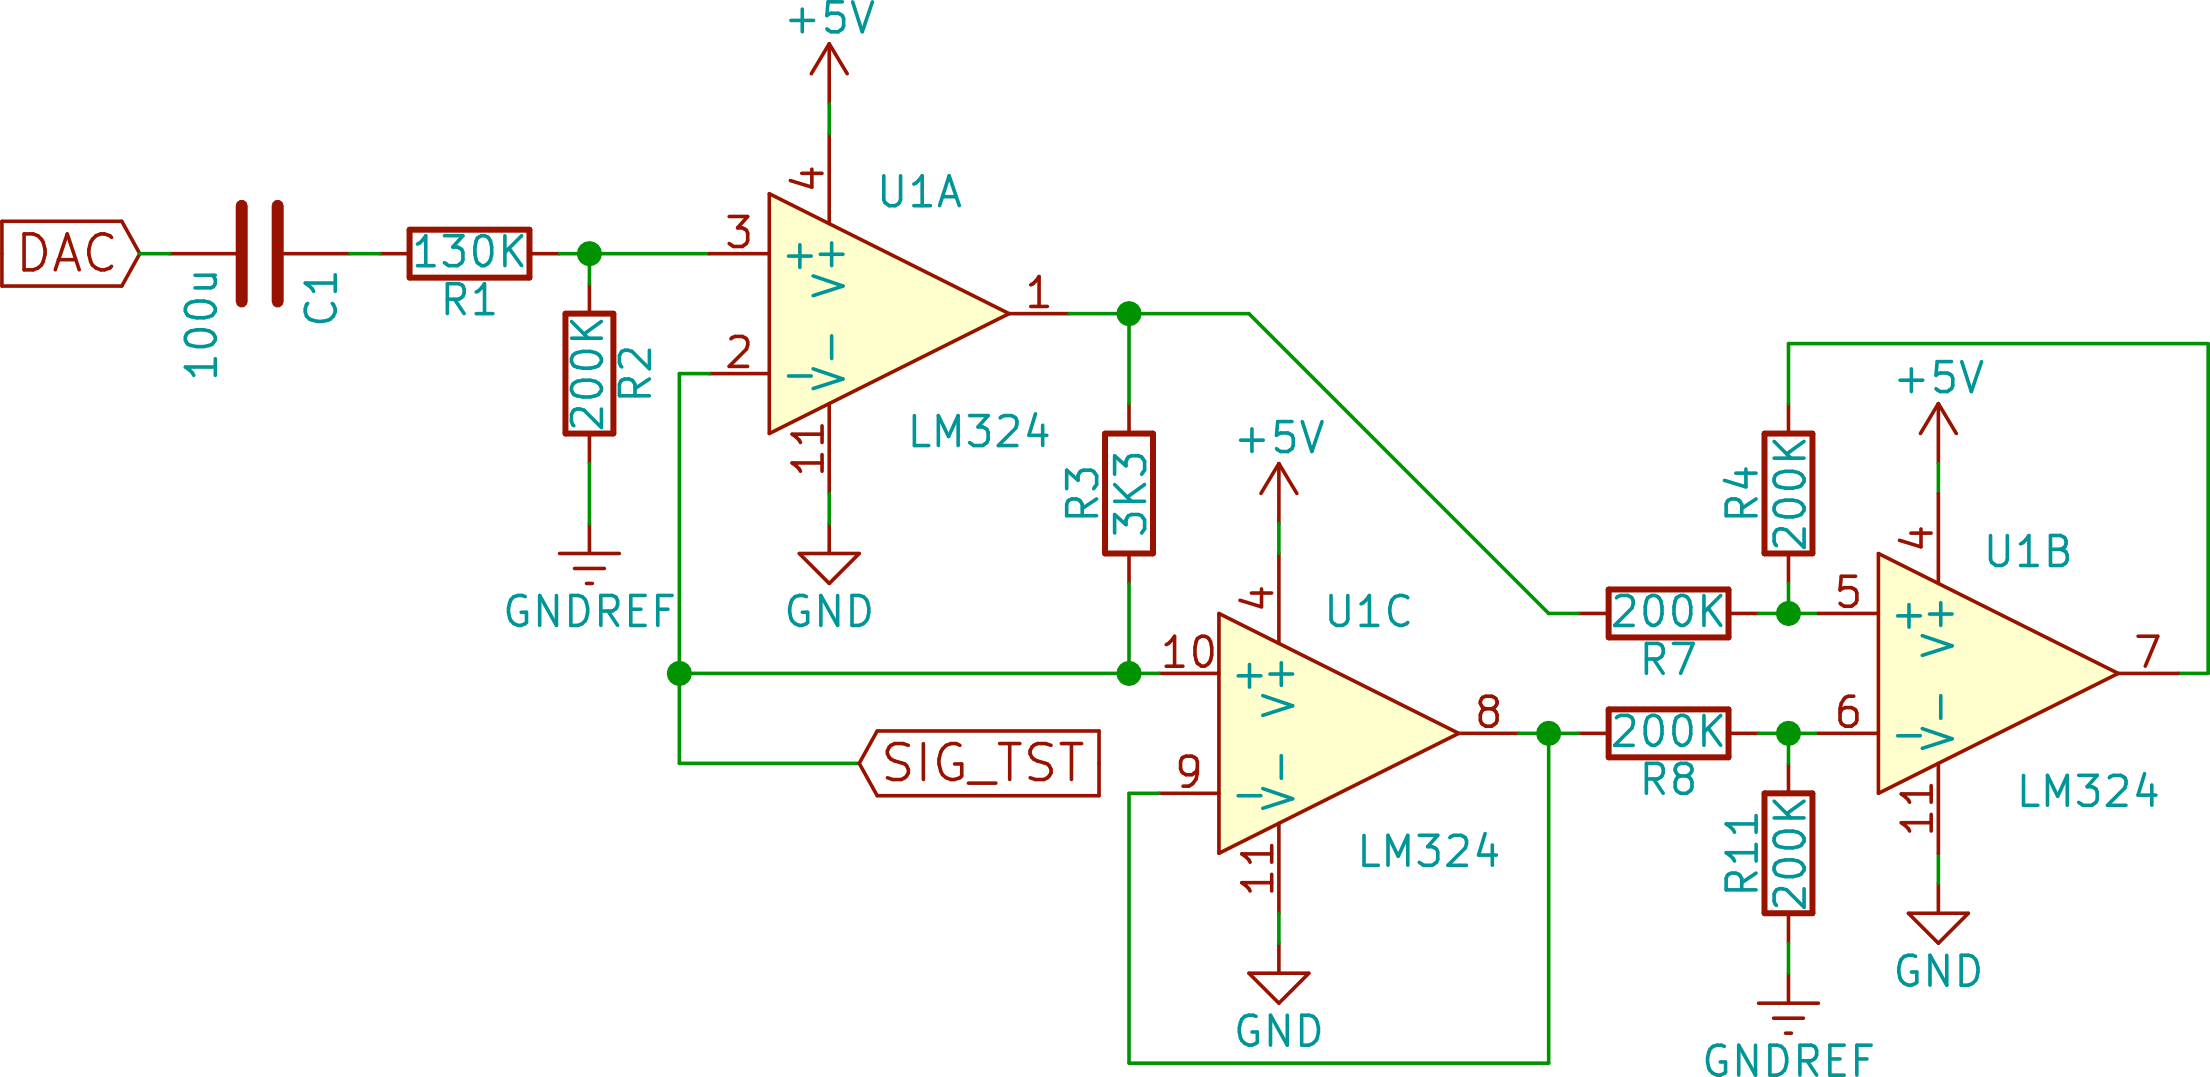 +5V
4
U1A
DAC
100u
C1
130K
R1
3
+
V+
200K
R2
2
-
V-
1
11
LM324
GNDREF
GND
R3
3K3
+5V
4
U1C
10
+
V+
SIG_TST
9
-
V-
8
11
LM324
GND
+5V
R4
200K
4
U1B
200K
R7
5
+
V+
7
200K
R8
6
-
V-
R11
200K
11
LM324
GND
GNDREF